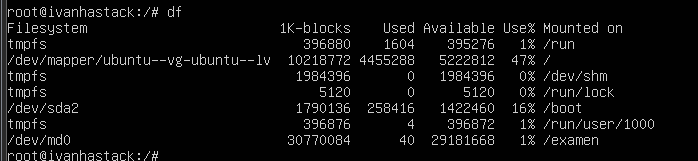 root@ivanhastack:/# df
Filesystem                        1K-blocks    Used Available Use% Mounted on
tmpfs                                396880    1604    395276   1% /run
/dev/mapper/ubuntu--vg-ubuntu--lv  10218772 4455288   5222812  47% /
tmpfs                               1984396       0   1984396   0% /dev/shm
tmpfs                                  5120       0      5120   0% /run/lock
/dev/sda2                           1790136  258416   1422460  16% /boot
tmpfs                                396876       4    396872   1% /run/user/1000
/dev/md0                           30770084      40  29181668   1% /examen
root@ivanhastack:/#